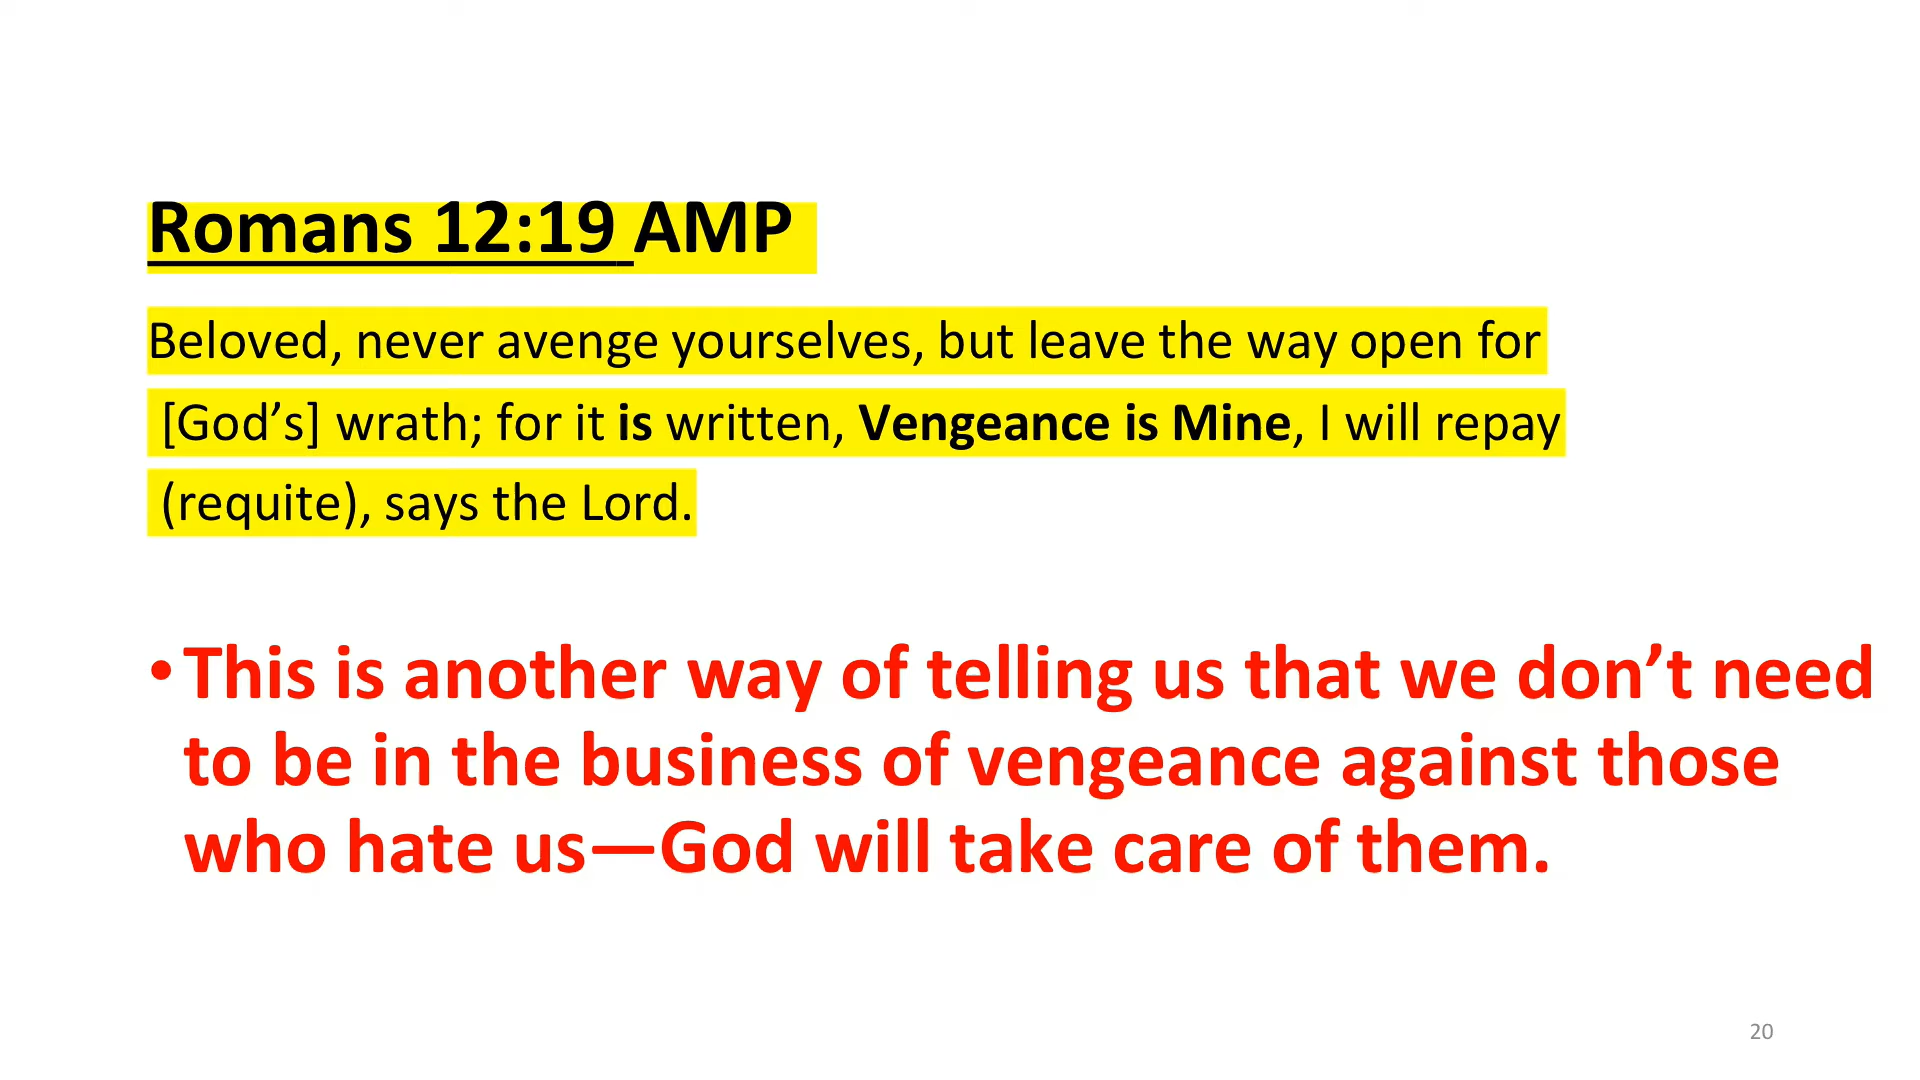 Romans 12:19 AMP
Beloved, never avenge yourselves, but leave the way open for
[God’s] wrath; for it is written, Vengeance is Mine, I will repay
(requite), says the Lord.
•This is another way of telling us that we don’t need
to be in the business of vengeance against those
who hate us—God will take care of them.
20